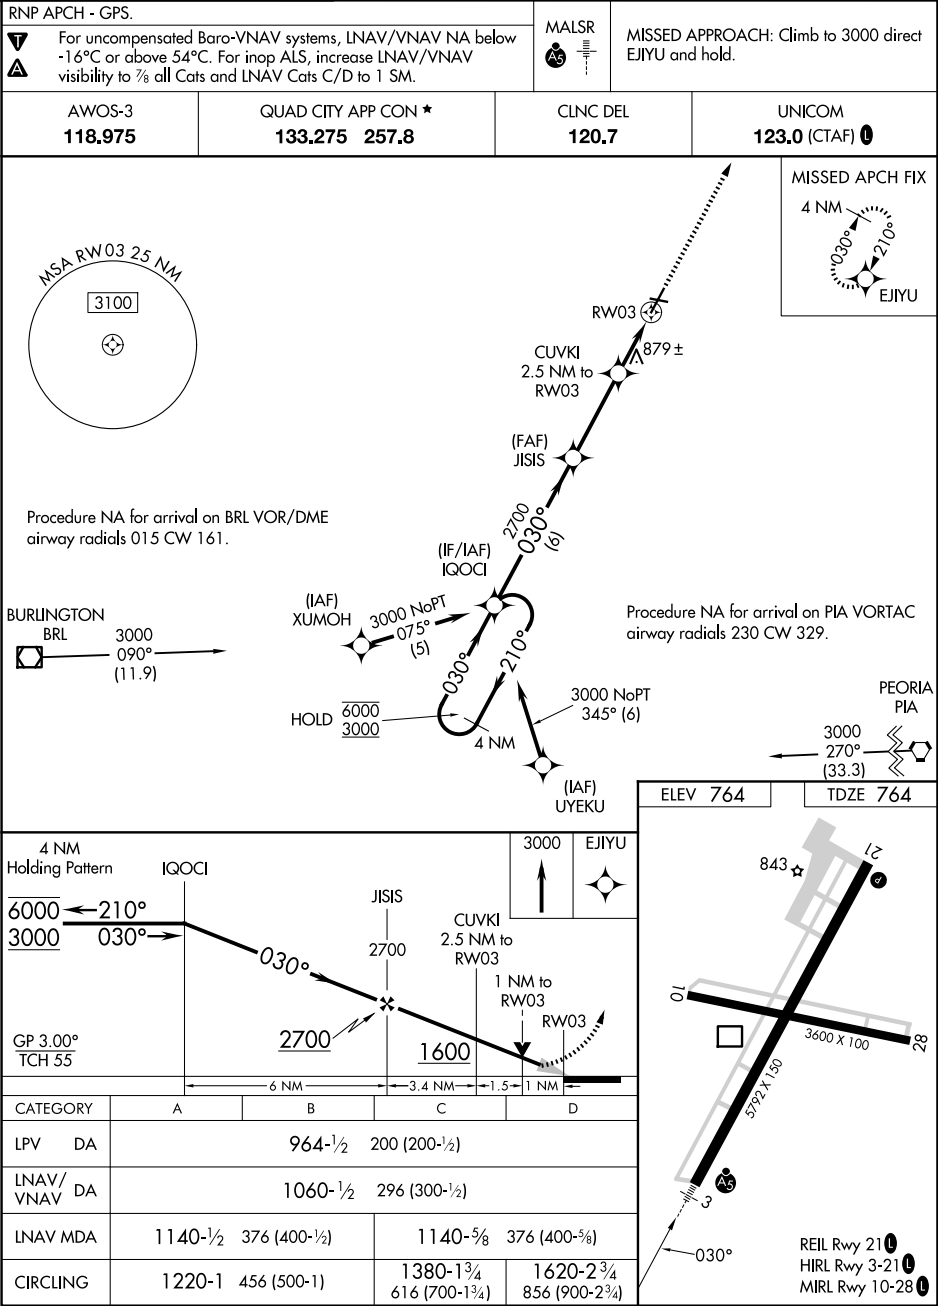 RNP APCH - GPS.
T
A
For uncompensated Baro-VNAV systems, LNAV/VNAV NA below
-16°C or above 54°C. For inop ALS, increase LNAV/VNAV
visibility to ⅞ all Cats and LNAV Cats C/D to 1 SM.
MALSR
A5
MISSED APPROACH: Climb to 3000 direct
EJIYU and hold.
AWOS-3
118.975
QUAD CITY APP CON ★
133.275 257.8
CLNC DEL
120.7
UNICOM
123.0 (CTAF) L
MISSED APCH FIX
4 NM
030°
210°
EJIYU
MSA RW03 25 NM
3100
RW03
879 ±
CUVKI
2.5 NM to
RW03
(FAF)
JISIS
2700
030°
(6)
Procedure NA for arrival on BRL VOR/DME
airway radials 015 CW 161.
(IF/IAF)
IQOCI
BURLINGTON
BRL
3000
090°
(11.9)
(IAF)
XUMOH
3000 NoPT
075°
(5)
Procedure NA for arrival on PIA VORTAC
airway radials 230 CW 329.
030°
210°
HOLD
6000
3000
4 NM
3000 NoPT
345° (6)
(IAF)
UYEKU
PEORIA
PIA
3000
270°
(33.3)
ELEV 764
TDZE 764
843
21
P
10
28
3600 X 100
5792 X 150
A5
3
030°
REIL Rwy 21 L
HIRL Rwy 3-21 L
MIRL Rwy 10-28 L
4 NM
Holding Pattern
IQOCI
6000
210°
3000
030°
030°
JISIS
2700
2700
CUVKI
2.5 NM to
RW03
1600
1 NM to
RW03
RW03
3000
EJIYU
GP 3.00°
TCH 55
6 NM
3.4 NM
1.5
1 NM
CATEGORY A B C D
LPV DA 964-½ 200 (200-½)
LNAV/
VNAV DA 1060-½ 296 (300-½)
LNAV MDA 1140-½ 376 (400-½) 1140-⅝ 376 (400-⅝)
CIRCLING 1220-1 456 (500-1)
1380-1¾
616 (700-1¾)
1620-2¾
856 (900-2¾)